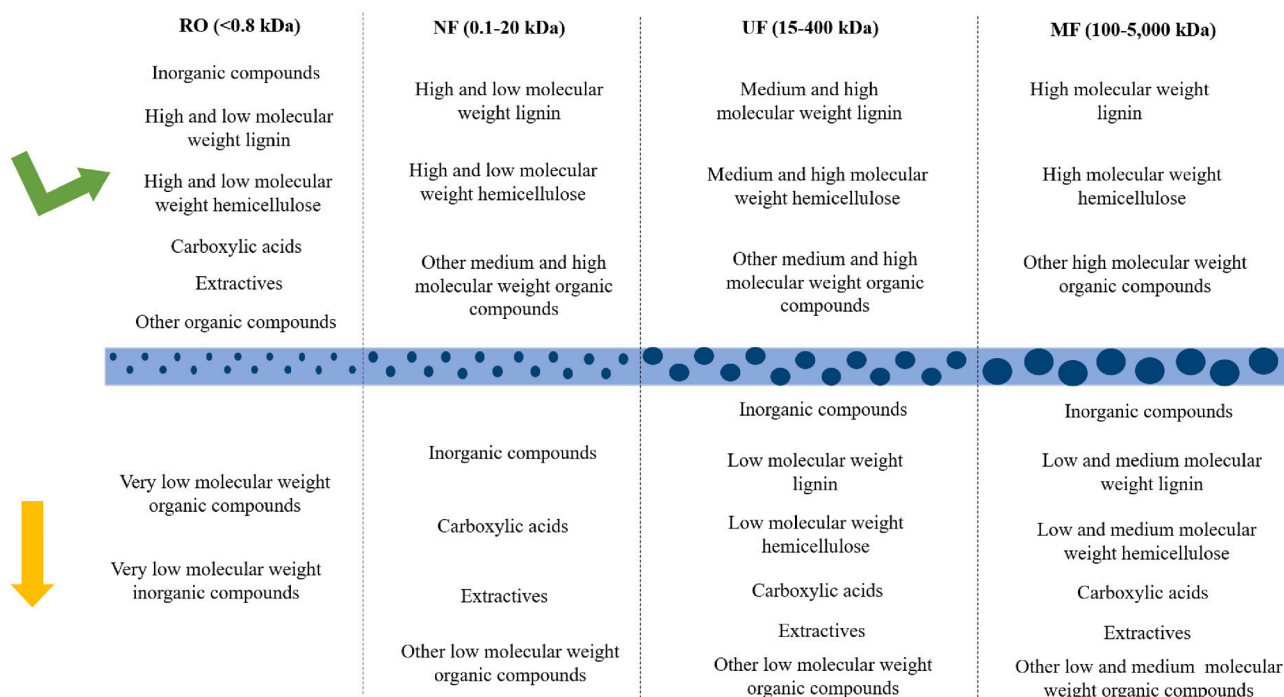 RO (<0.8 kDa)
Inorganic compounds
High and low molecular
weight lignin
High and low molecular
weight hemicellulose
Carboxylic acids
Extractives
Other organic compounds
Very low molecular weight
organic compounds
Very low molecular weight
inorganic compounds
NF (0.1-20 kDa)
High and low molecular
weight lignin
High and low molecular
weight hemicellulose
Other medium and high
molecular weight organic
compounds
Inorganic compounds
Carboxylic acids
Extractives
Other low molecular weight
organic compounds
UF (15-400 kDa)
Medium and high
molecular weight lignin
Medium and high molecular
weight hemicellulose
Other medium and high
molecular weight organic
compounds
Inorganic compounds
Low molecular weight
lignin
Low molecular weight
hemicellulose
Carboxylic acids
Extractives
Other low molecular weight
organic compounds
MF (100-5,000 kDa)
High molecular weight
lignin
High molecular weight
hemicellulose
Other high molecular weight
organic compounds
Inorganic compounds
Low and medium molecular
weight lignin
Low and medium molecular
weight hemicellulose
Carboxylic acids
Extractives
Other low and medium molecular
weight organic compounds